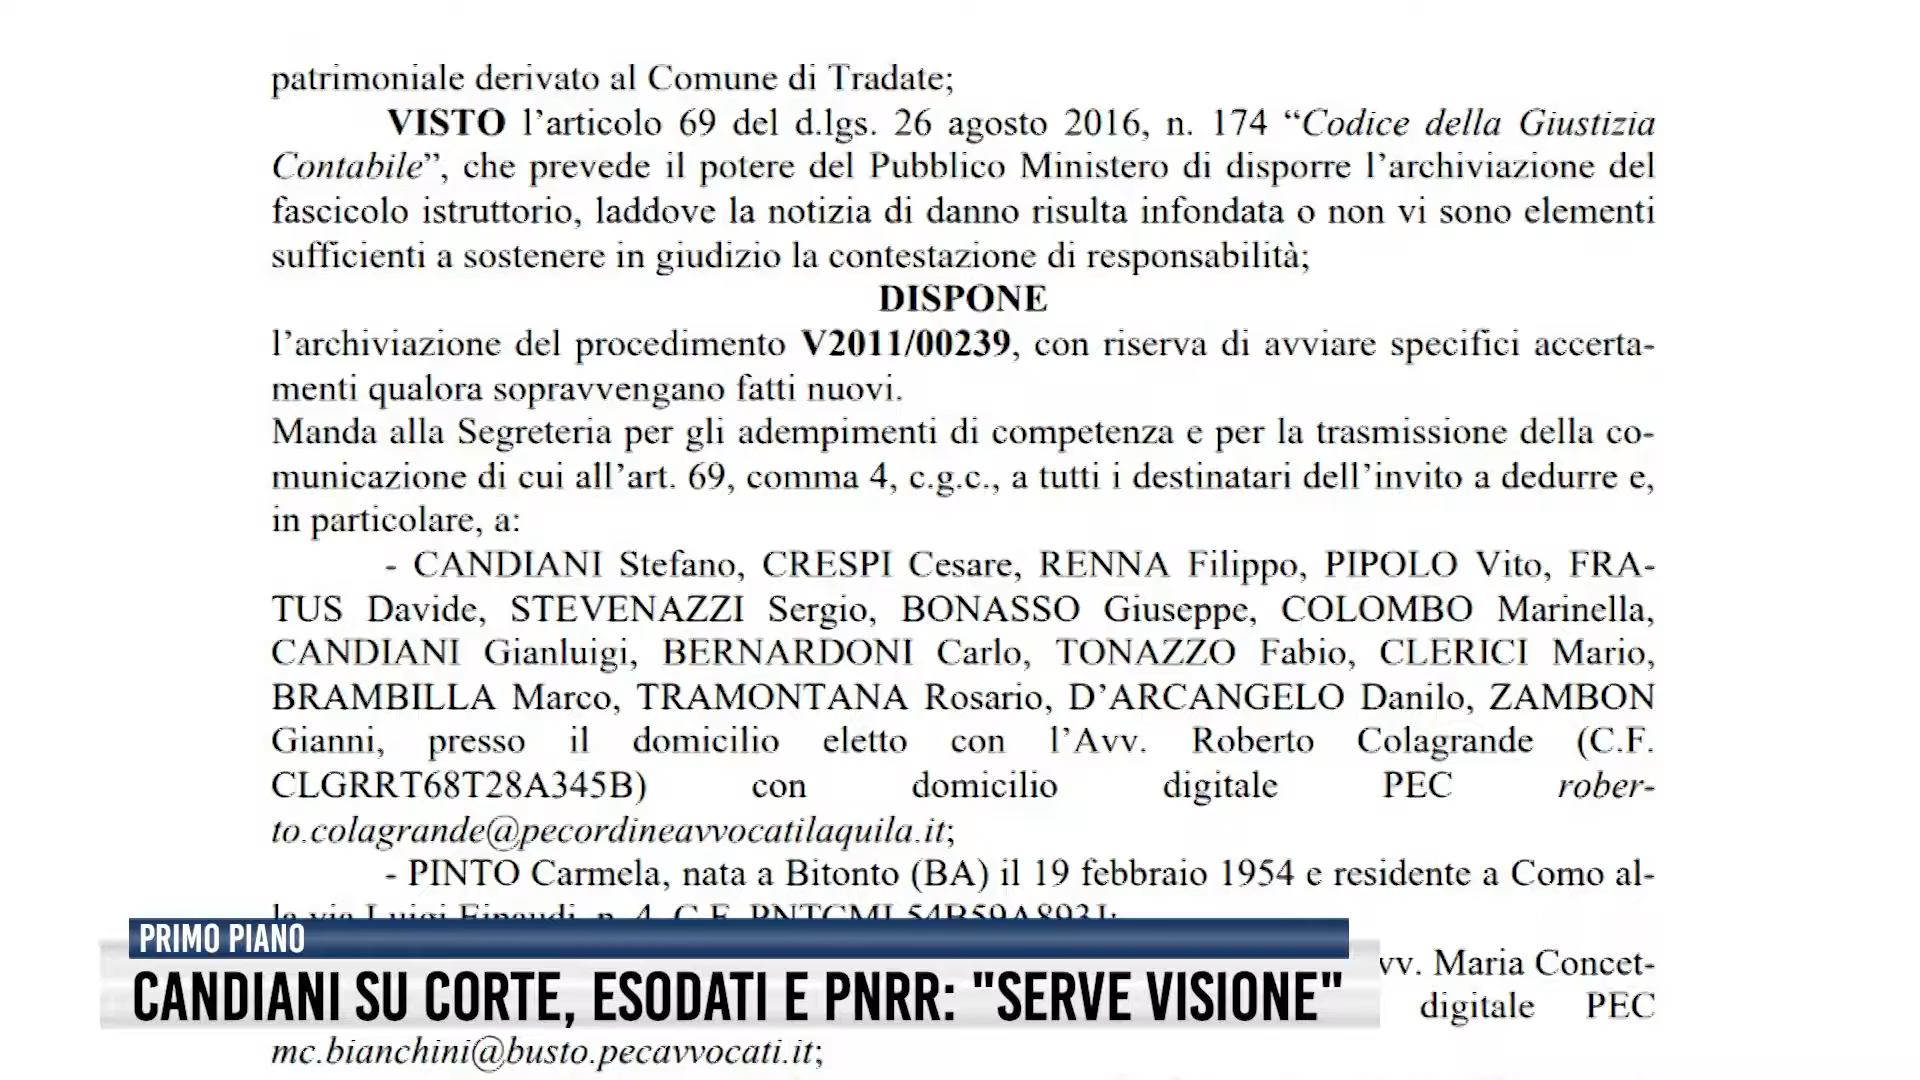 patrimoniale derivato al Comune di Tradate;
VISTO l’articolo 69 del d.lgs. 26 agosto 2016, n. 174 “Codice della Giustizia
Contabile”, che prevede il potere del Pubblico Ministero di disporre l’archiviazione del
fascicolo istruttorio, laddove la notizia di danno risulta infondata o non vi sono elementi
sufficienti a sostenere in giudizio la contestazione di responsabilità;
DISPONE
l’archiviazione del procedimento V2011/00239, con riserva di avviare specifici accerta-
menti qualora sopravvengano fatti nuovi.
Manda alla Segreteria per gli adempimenti di competenza e per la trasmissione della co-
municazione di cui all’art. 69, comma 4, c.g.c., a tutti i destinatari dell’invito a dedurre e,
in particolare, a:
- CANDIANI Stefano, CRESPI Cesare, RENNA Filippo, PIPOLO Vito, FRA-
TUS Davide, STEVENAZZI Sergio, BONASSO Giuseppe, COLOMBO Marinella,
CANDIANI Gianluigi, BERNARDONI Carlo, TONAZZO Fabio, CLERICI Mario,
BRAMBILLA Marco, TRAMONTANA Rosario, D’ARCANGELO Danilo, ZAMBON
Gianni, presso il domicilio eletto con l’Avv. Roberto Colagrande (C.F.
CLGRRT68T28A345B) con domicilio digitale PEC rober-
to.colagrande@pecordineavvocatilaquila.it;
- PINTO Carmela, nata a Bitonto (BA) il 19 febbraio 1954 e residente a Como al-
la via Luigi Einaudi, n. 4, C.F.
PRIMO PIANO
vv. Maria Concet-
CANDIANI SU CORTE, ESODATI E PNRR: "SERVE VISIONE"
digitale PEC
mc.bianchini@busto.pecavvocati.it;